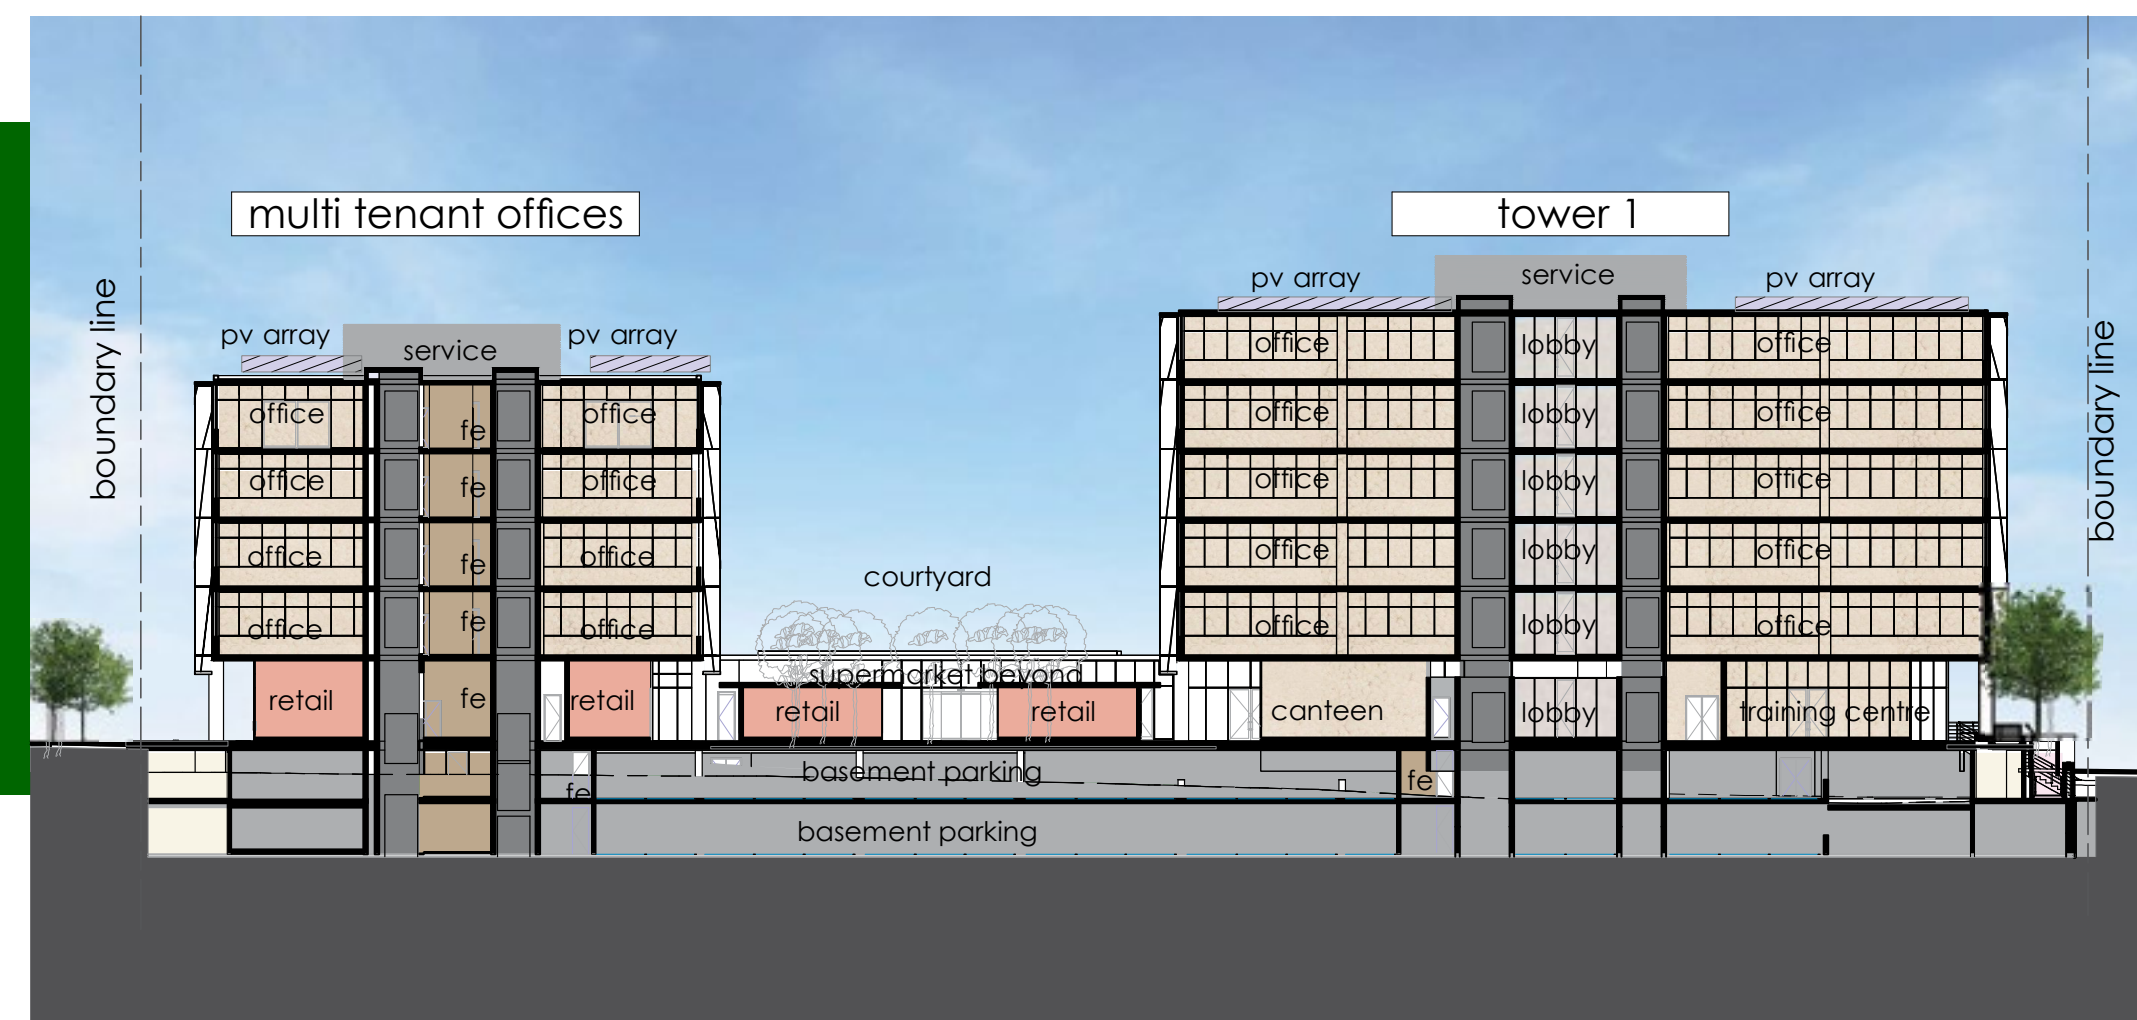 multi tenant offices
tower 1
service
pv array
pv array
boundary line
boundary line
pv array
pv array
service
office
lobby
office
office
fe
office
office
lobby
office
office
fe
office
office
lobby
office
office
fe
office
office
lobby
office
courtyard
office
fe
office
office
lobby
office
supermarket beyond
retail
fe
retail
retail
retail
canteen
lobby
training centre
basement parking
fe
fe
basement parking